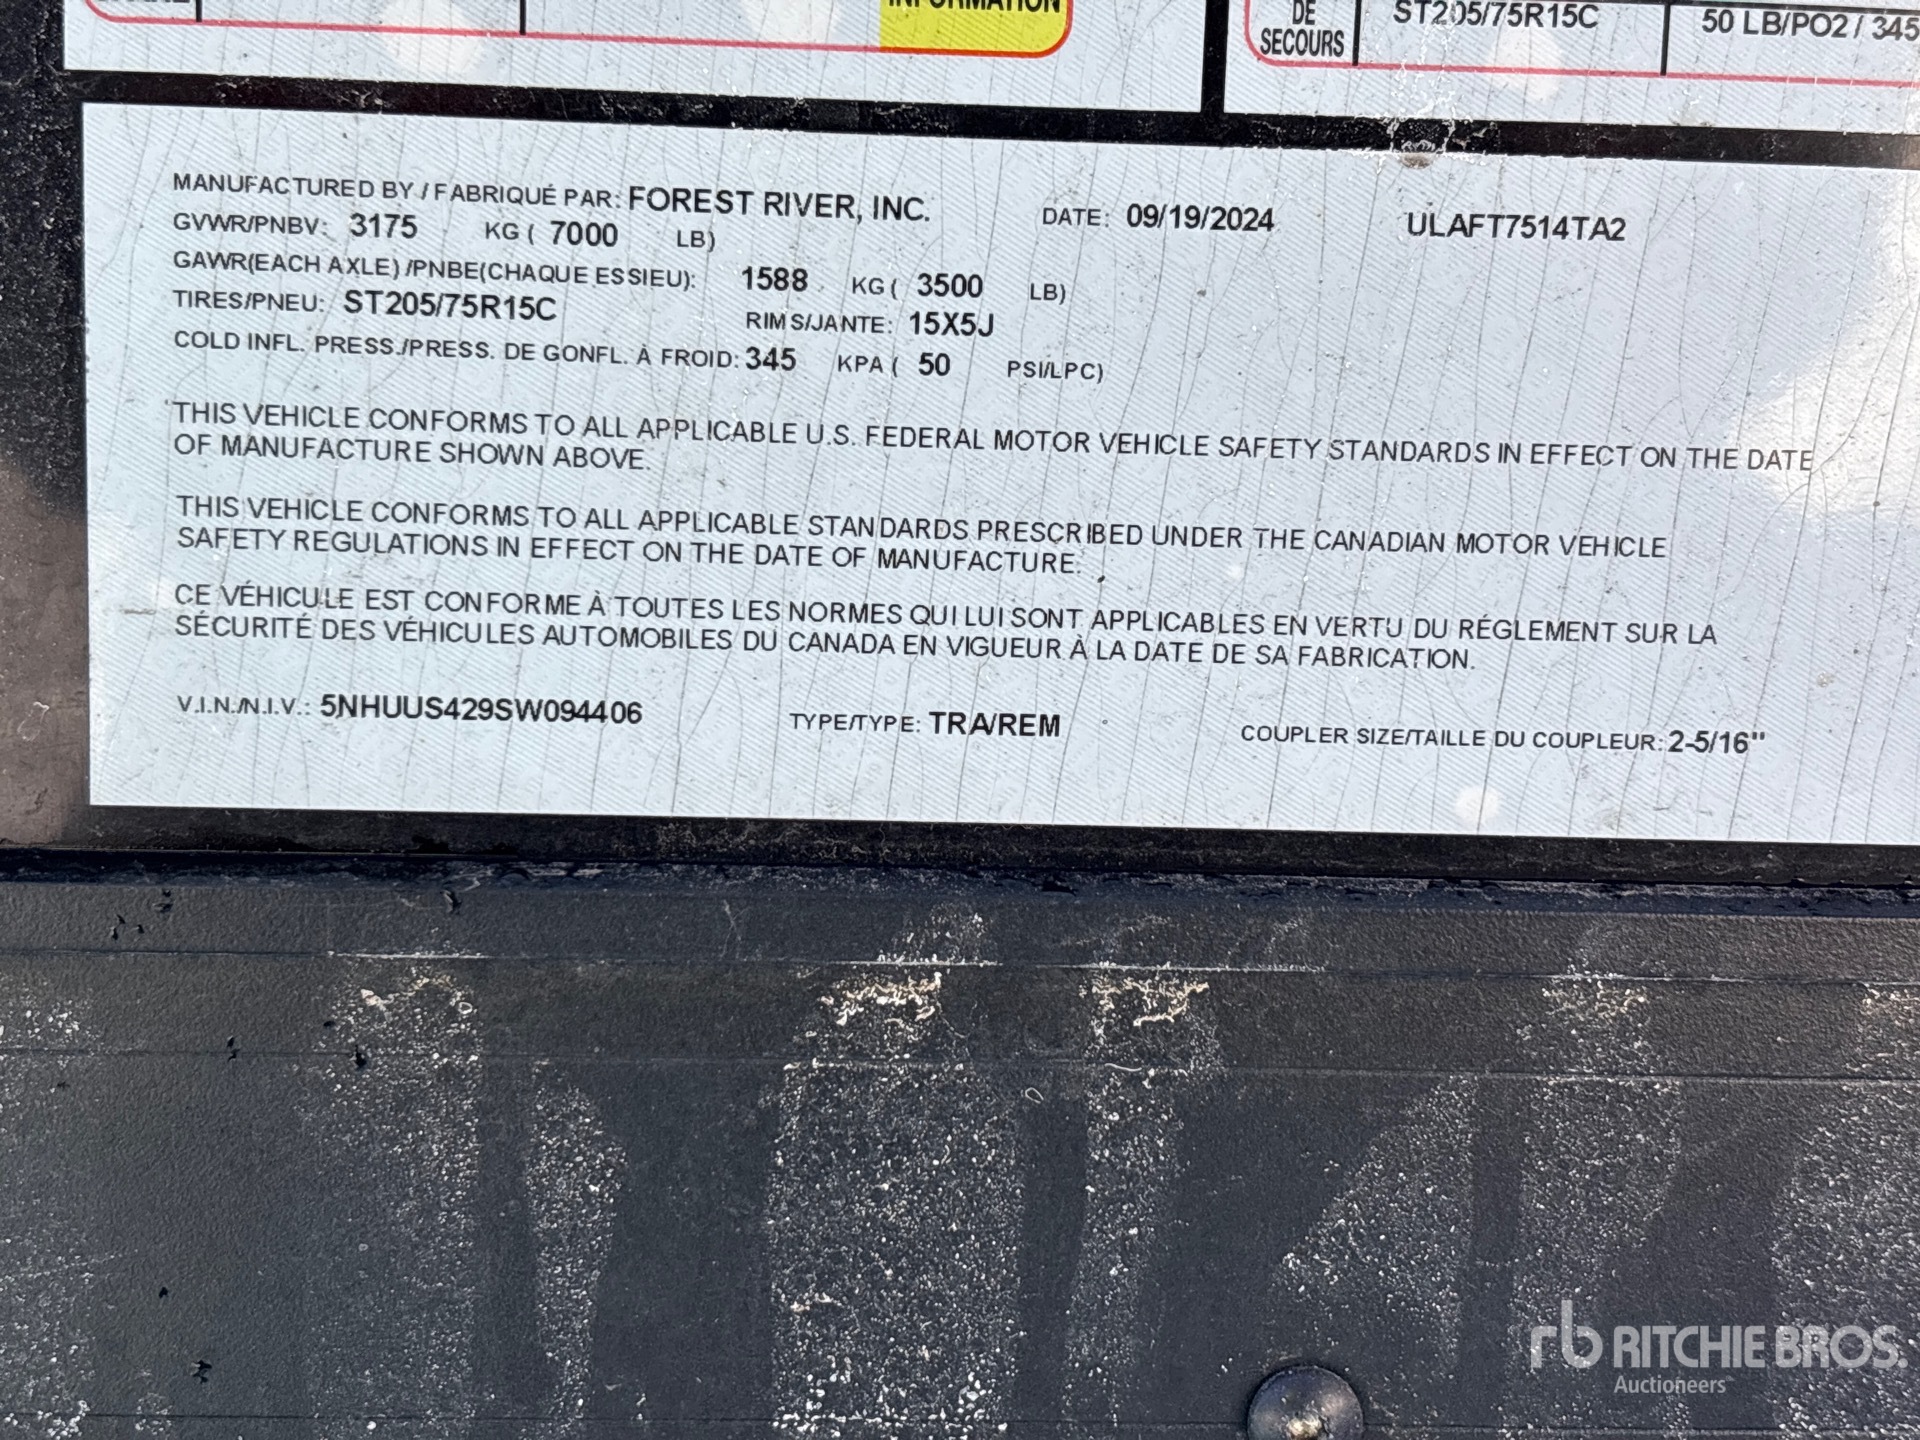 INFORMATION
DE
SECOURS
ST205/75R15C
50 LB/PO2 / 345
MANUFACTURED BY / FABRIQUÉ PAR: FOREST RIVER, INC. DATE: 09/19/2024 ULAFT7514TA2
GVWR/PNBV: 3175 KG ( 7000 LB)
GAWR(EACH AXLE) /PNBE(CHAQUE ESSIEU): 1588 KG ( 3500 LB)
TIRES/PNEU: ST205/75R15C RIMS/JANTE: 15X5J
COLD INFL. PRESS./PRESS. DE GONFL. À FROID: 345 KPA ( 50 PSI/LPC)
THIS VEHICLE CONFORMS TO ALL APPLICABLE U.S. FEDERAL MOTOR VEHICLE SAFETY STANDARDS IN EFFECT ON THE DATE
OF MANUFACTURE SHOWN ABOVE.
THIS VEHICLE CONFORMS TO ALL APPLICABLE STANDARDS PRESCRIBED UNDER THE CANADIAN MOTOR VEHICLE
SAFETY REGULATIONS IN EFFECT ON THE DATE OF MANUFACTURE.
CE VÉHICULE EST CONFORME À TOUTES LES NORMES QUI LUI SONT APPLICABLES EN VERTU DU RÉGLEMENT SUR LA
SÉCURITÉ DES VÉHICULES AUTOMOBILES DU CANADA EN VIGUEUR À LA DATE DE SA FABRICATION.
V.I.N./N.I.V.: 5NHUUS429SW094406 TYPE/TYPE: TRA/REM COUPLER SIZE/TAILLE DU COUPLEUR: 2-5/16"
rb RITCHIE BROS.
Auctioneers